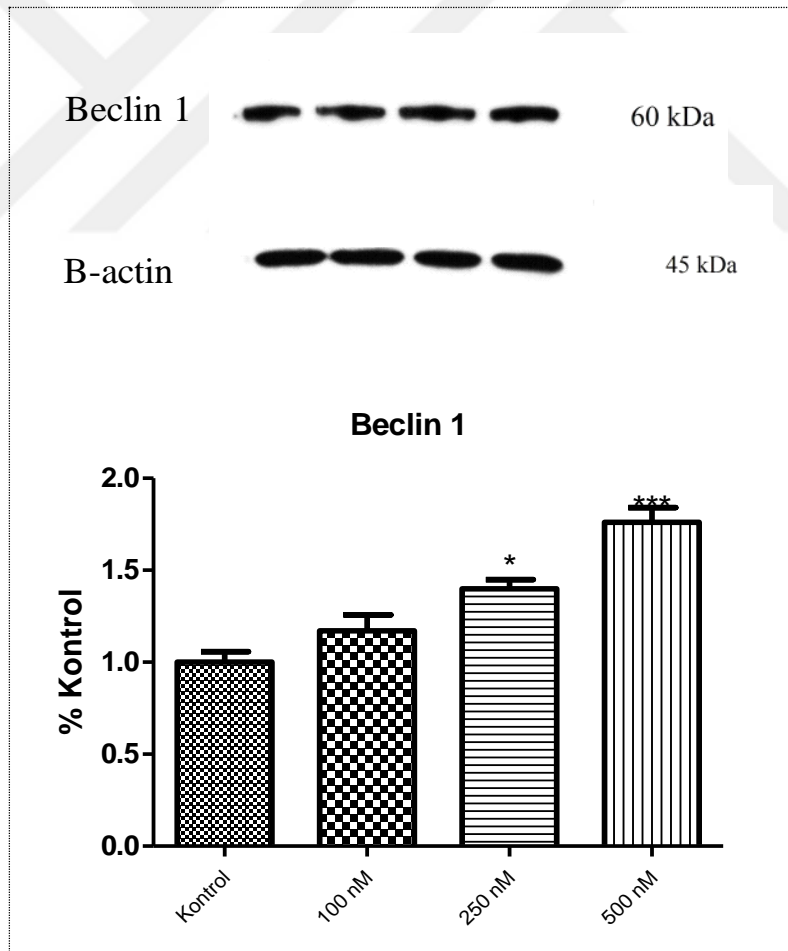 Beclin 1 60 kDa
B-actin 45 kDa
Beclin 1
% Kontrol
2.0
1.5
1.0
0.5
0.0
*
***
Kontrol
100 nM
250 nM
500 nM